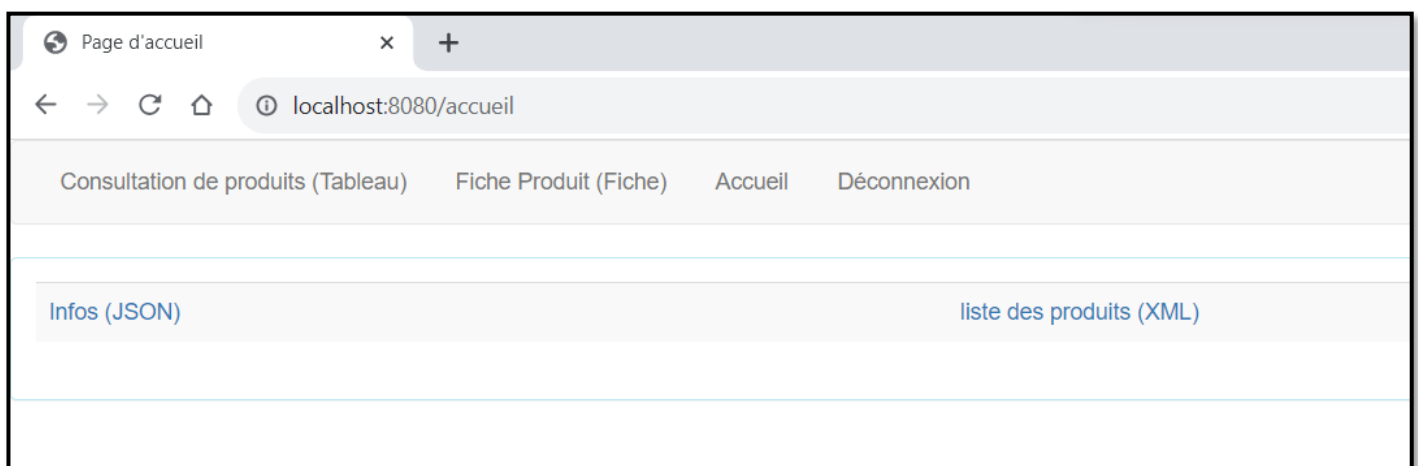 Page d'accueil
localhost:8080/accueil
Consultation de produits (Tableau) Fiche Produit (Fiche) Accueil Déconnexion
Infos (JSON) liste des produits (XML)